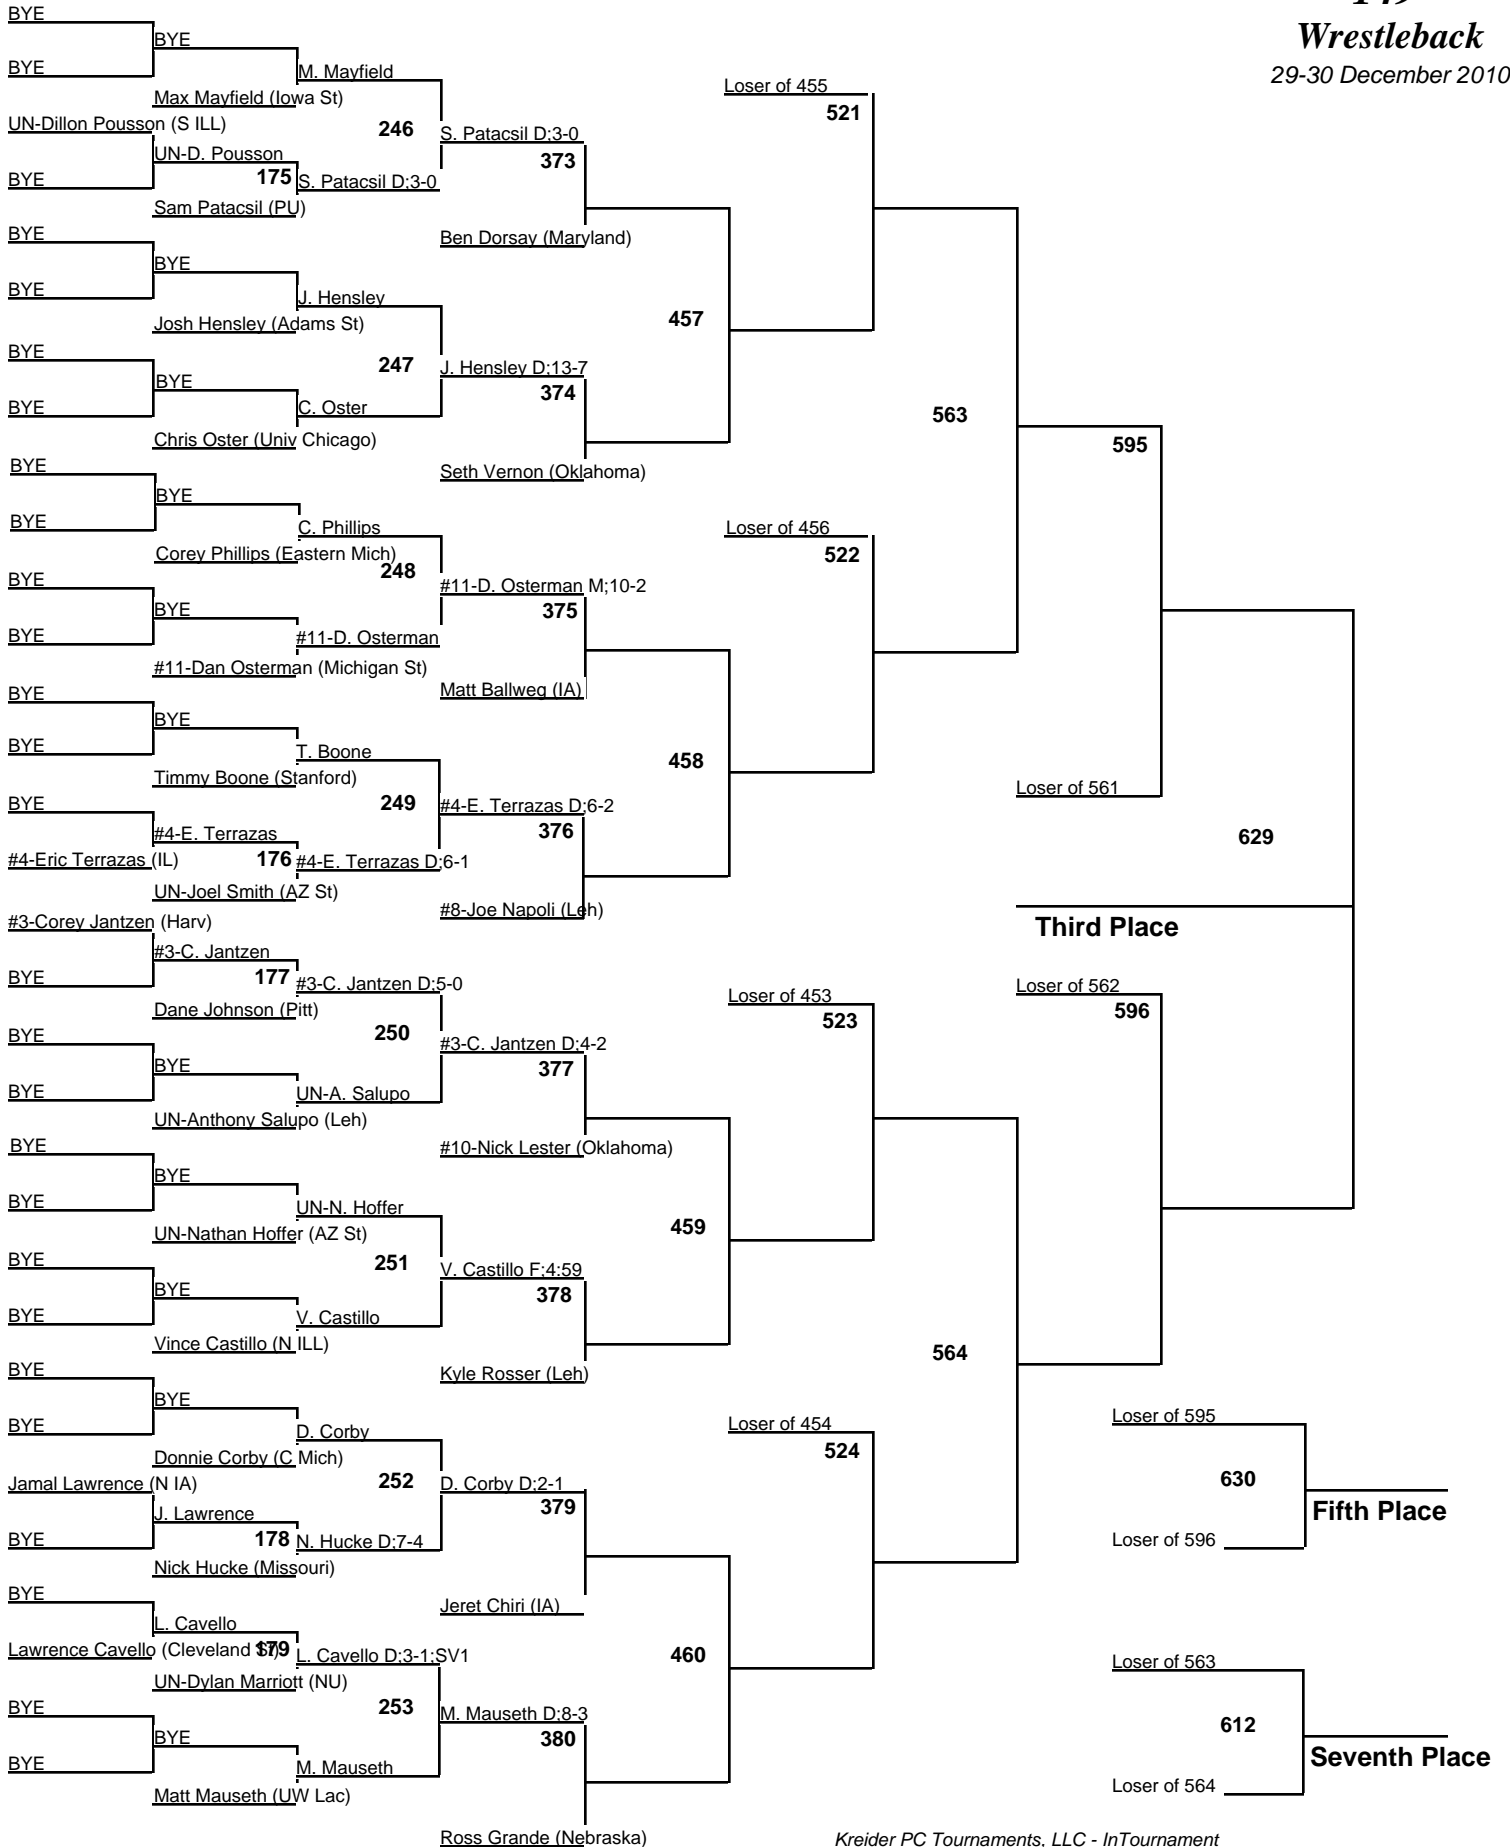 Wrestleback
29-30 December 2010
BYE
BYE
BYE
M. Mayfield
Max Mayfield (Iowa St)
UN-Dillon Pousson (S ILL)
246
S. Patacsil D;3-0
373
UN-D. Pousson
175
S. Patacsil D;3-0
BYE
Sam Patacsil (PU)
Ben Dorsay (Maryland)
Loser of 455
521
BYE
BYE
BYE
J. Hensley
Josh Hensley (Adams St)
457
BYE
247
J. Hensley D;13-7
374
BYE
C. Oster
BYE
Chris Oster (Univ Chicago)
Seth Vernon (Oklahoma)
563
595
BYE
BYE
BYE
C. Phillips
Corey Phillips (Eastern Mich)
248
Loser of 456
522
BYE
#11-D. Osterman M;10-2
375
BYE
#11-D. Osterman
BYE
#11-Dan Osterman (Michigan St)
Matt Ballweg (IA)
BYE
BYE
BYE
T. Boone
Timmy Boone (Stanford)
458
Loser of 561
BYE
249
#4-E. Terrazas D;6-2
376
#4-E. Terrazas
#4-Eric Terrazas (IL)
176
#4-E. Terrazas D;6-1
UN-Joel Smith (AZ St)
#8-Joe Napoli (Leh)
629
Third Place
#3-Corey Jantzen (Harv)
#3-C. Jantzen
BYE
177
#3-C. Jantzen D;5-0
Dane Johnson (Pitt)
Loser of 453
523
Loser of 562
596
BYE
250
#3-C. Jantzen D;4-2
377
BYE
UN-A. Salupo
BYE
UN-Anthony Salupo (Leh)
#10-Nick Lester (Oklahoma)
BYE
BYE
BYE
UN-N. Hoffer
UN-Nathan Hoffer (AZ St)
459
BYE
251
V. Castillo F;4:59
378
BYE
V. Castillo
BYE
Vince Castillo (N ILL)
Kyle Rosser (Leh)
564
BYE
BYE
BYE
D. Corby
Donnie Corby (C Mich)
Loser of 454
524
Jamal Lawrence (N IA)
252
D. Corby D;2-1
379
J. Lawrence
BYE
178
N. Hucke D;7-4
Nick Hucke (Missouri)
Jeret Chiri (IA)
Loser of 595
630
Fifth Place
Loser of 596
BYE
L. Cavello
Lawrence Cavello (Cleveland St)
179
L. Cavello D;3-1;SV1
UN-Dylan Marriott (NU)
460
BYE
253
M. Mauseth D;8-3
380
BYE
M. Mauseth
BYE
Matt Mauseth (UW Lac)
Ross Grande (Nebraska)
Loser of 563
612
Seventh Place
Loser of 564
Kreider PC Tournaments, LLC - InTournament